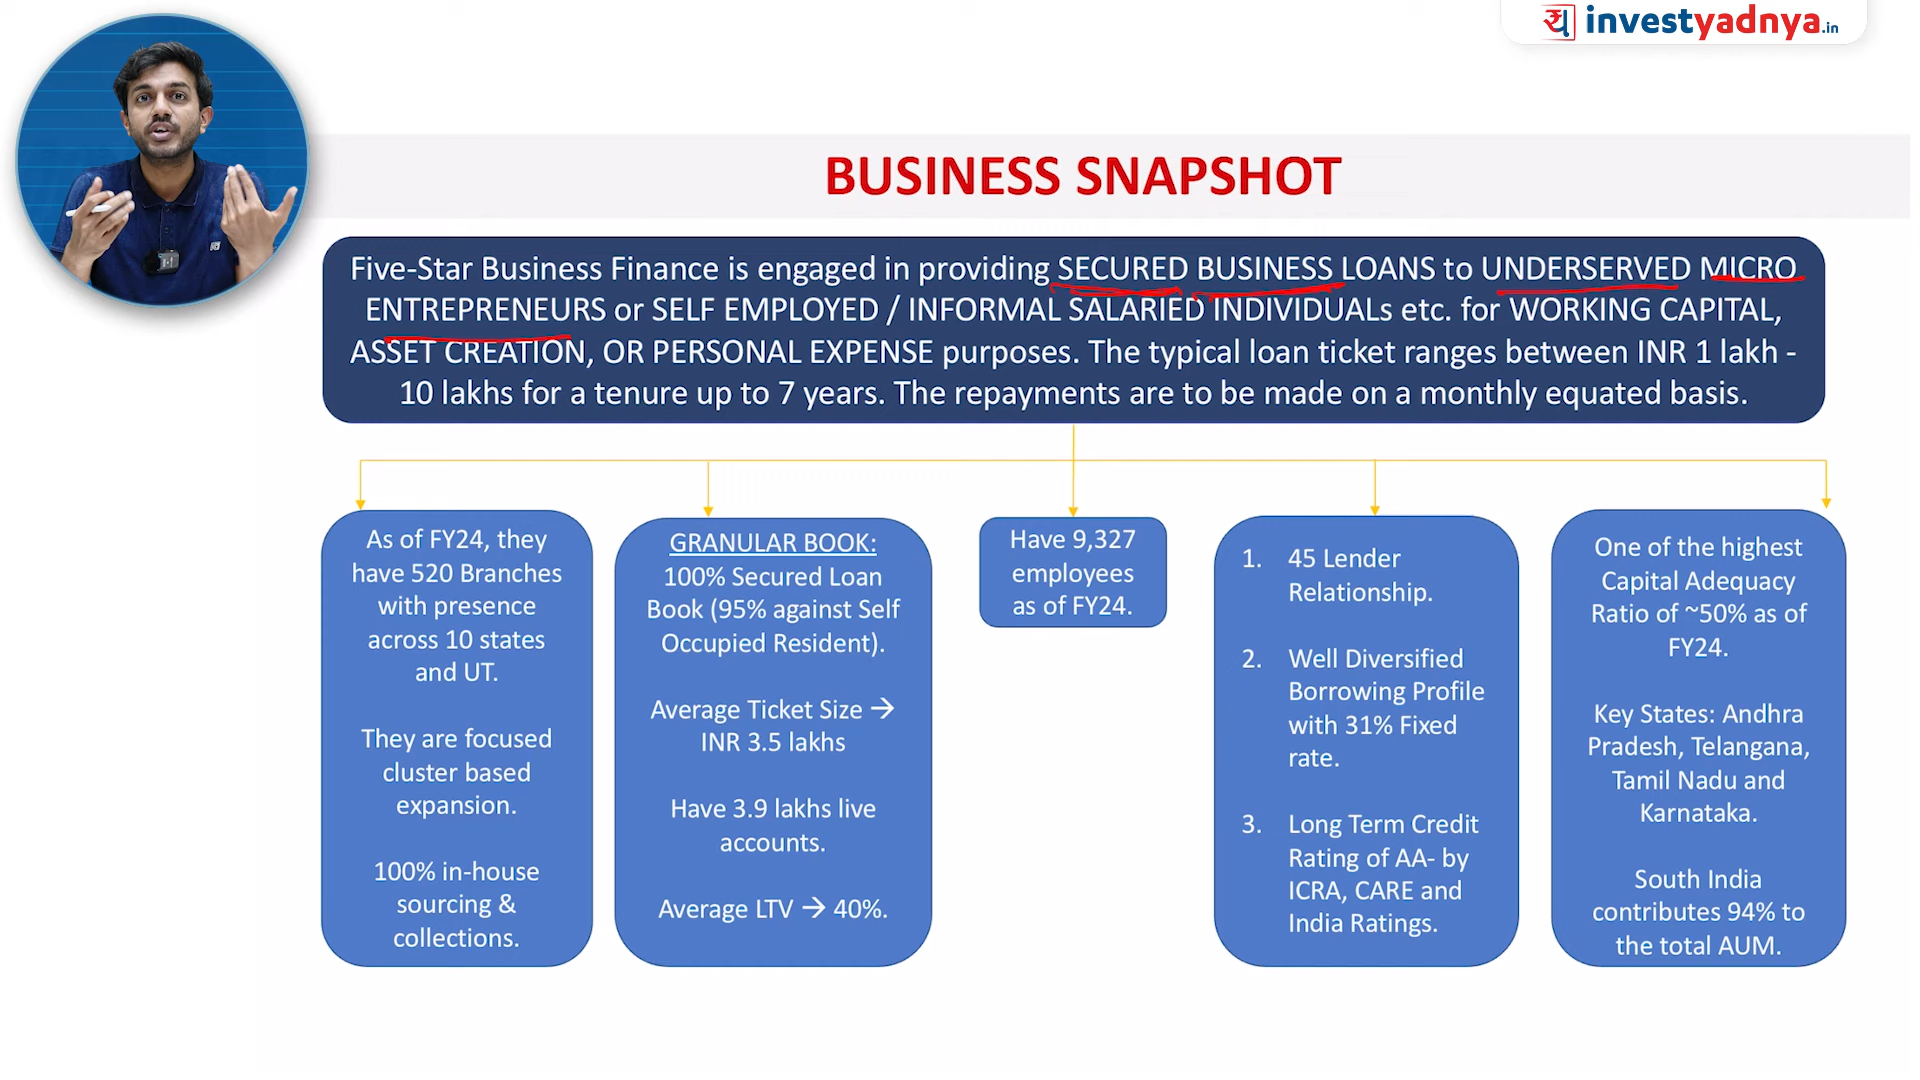 investyadnya.in
BUSINESS SNAPSHOT
Five-Star Business Finance is engaged in providing SECURED BUSINESS LOANS to UNDERSERVED MICRO
ENTREPRENEURS or SELF EMPLOYED / INFORMAL SALARIED INDIVIDUALs etc. for WORKING CAPITAL,
ASSET CREATION, OR PERSONAL EXPENSE purposes. The typical loan ticket ranges between INR 1 lakh -
10 lakhs for a tenure up to 7 years. The repayments are to be made on a monthly equated basis.
As of FY24, they
have 520 Branches
with presence
across 10 states
and UT.
They are focused
cluster based
expansion.
100% in-house
sourcing &
collections.
GRANULAR BOOK:
100% Secured Loan
Book (95% against Self
Occupied Resident).
Average Ticket Size →
INR 3.5 lakhs
Have 3.9 lakhs live
accounts.
Average LTV → 40%.
Have 9,327
employees
as of FY24.
1. 45 Lender
Relationship.
2. Well Diversified
Borrowing Profile
with 31% Fixed
rate.
3. Long Term Credit
Rating of AA- by
ICRA, CARE and
India Ratings.
One of the highest
Capital Adequacy
Ratio of ~50% as of
FY24.
Key States: Andhra
Pradesh, Telangana,
Tamil Nadu and
Karnataka.
South India
contributes 94% to
the total AUM.